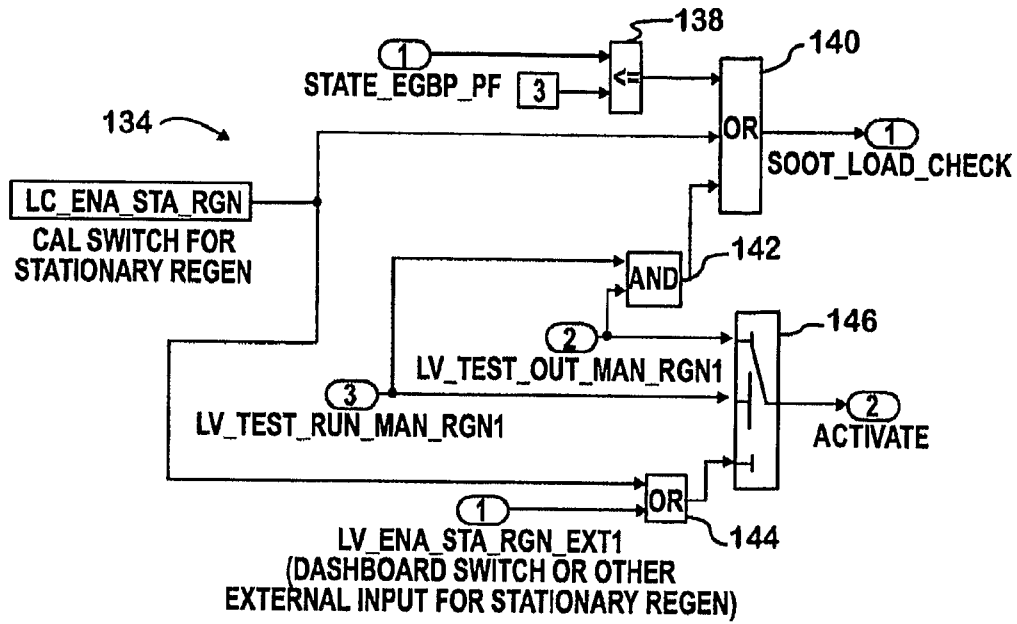 138
140
1
STATE_EGBP_PF
3
<=
OR
1
SOOT_LOAD_CHECK
134
LC_ENA_STA_RGN
CAL SWITCH FOR
STATIONARY REGEN
142
AND
2
LV_TEST_OUT_MAN_RGN1
146
3
LV_TEST_RUN_MAN_RGN1
2
ACTIVATE
OR
1
144
LV_ENA_STA_RGN_EXT1
(DASHBOARD SWITCH OR OTHER
EXTERNAL INPUT FOR STATIONARY REGEN)